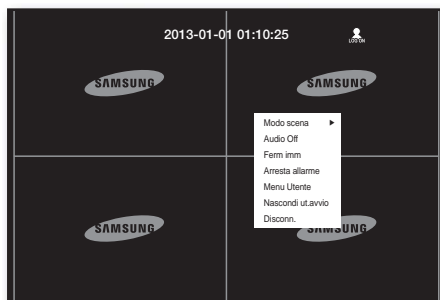 2013-01-01 01:10:25
LOG ON
SAMSUNG
SAMSUNG
Modo scena
Audio Off
Ferm imm
Arresta allarme
Menu Utente
Nascondi ut.avvio
Disconn.
SAMSUNG
SAMSUNG